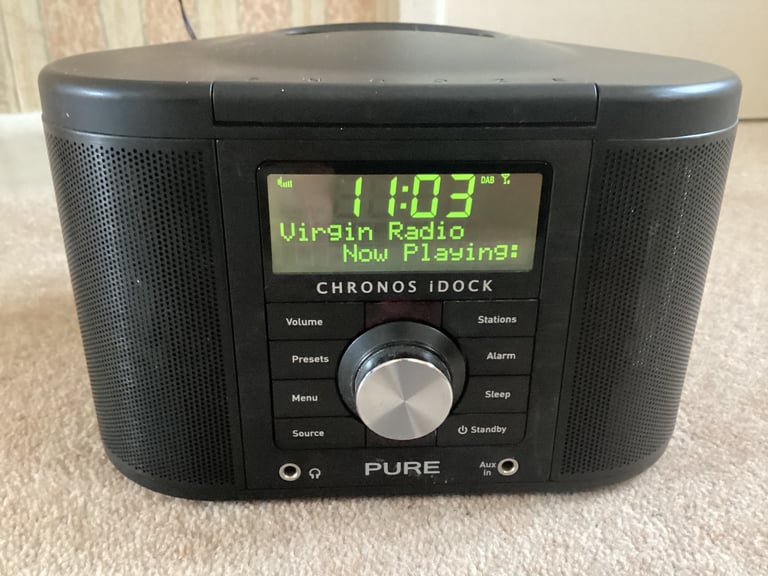 11:03 DAB
Virgin Radio
Now Playing:
CHRONOS iDOCK
Volume
Stations
Presets
Alarm
Menu
Sleep
Source
Standby
PURE
Aux
in